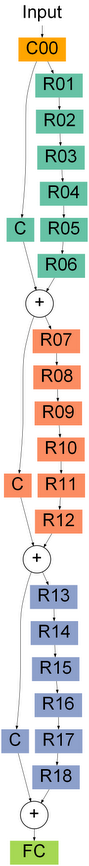 Input
C00
R01
R02
R03
R04
C R05
R06
+
R07
R08
R09
R10
C R11
R12
+
R13
R14
R15
R16
C R17
R18
+
FC